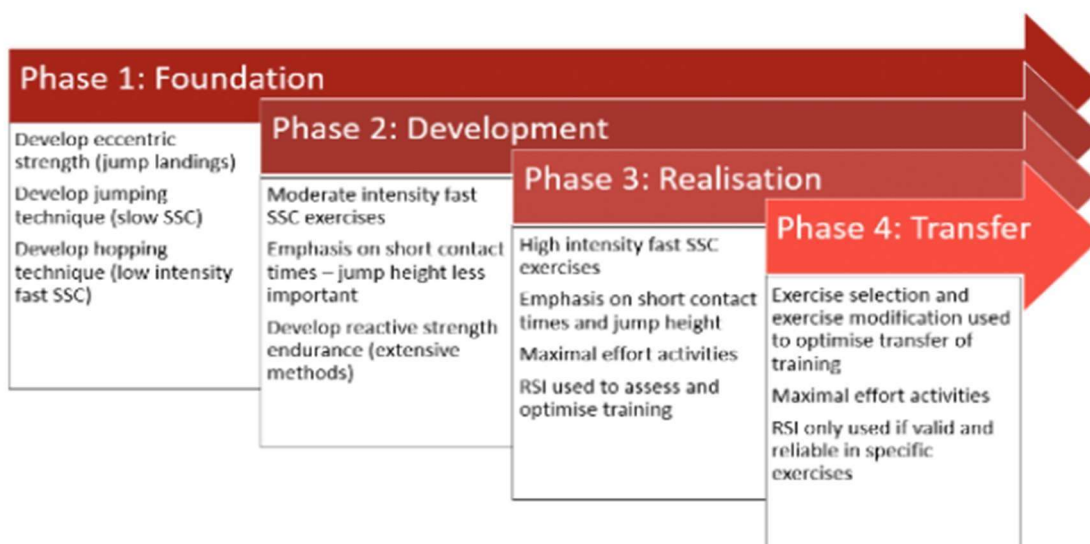 Phase 1: Foundation
Develop eccentric
strength (jump landings)
Develop jumping
technique (slow SSC)
Develop hopping
technique (low intensity
fast SSC)
Phase 2: Development
Moderate intensity fast
SSC exercises
Emphasis on short contact
times – jump height less
important
Develop reactive strength
endurance (extensive
methods)
Phase 3: Realisation
High intensity fast SSC
exercises
Emphasis on short contact
times and jump height
Maximal effort activities
RSI used to assess and
optimise training
Phase 4: Transfer
Exercise selection and
exercise modification used
to optimise transfer of
training
Maximal effort activities
RSI only used if valid and
reliable in specific
exercises